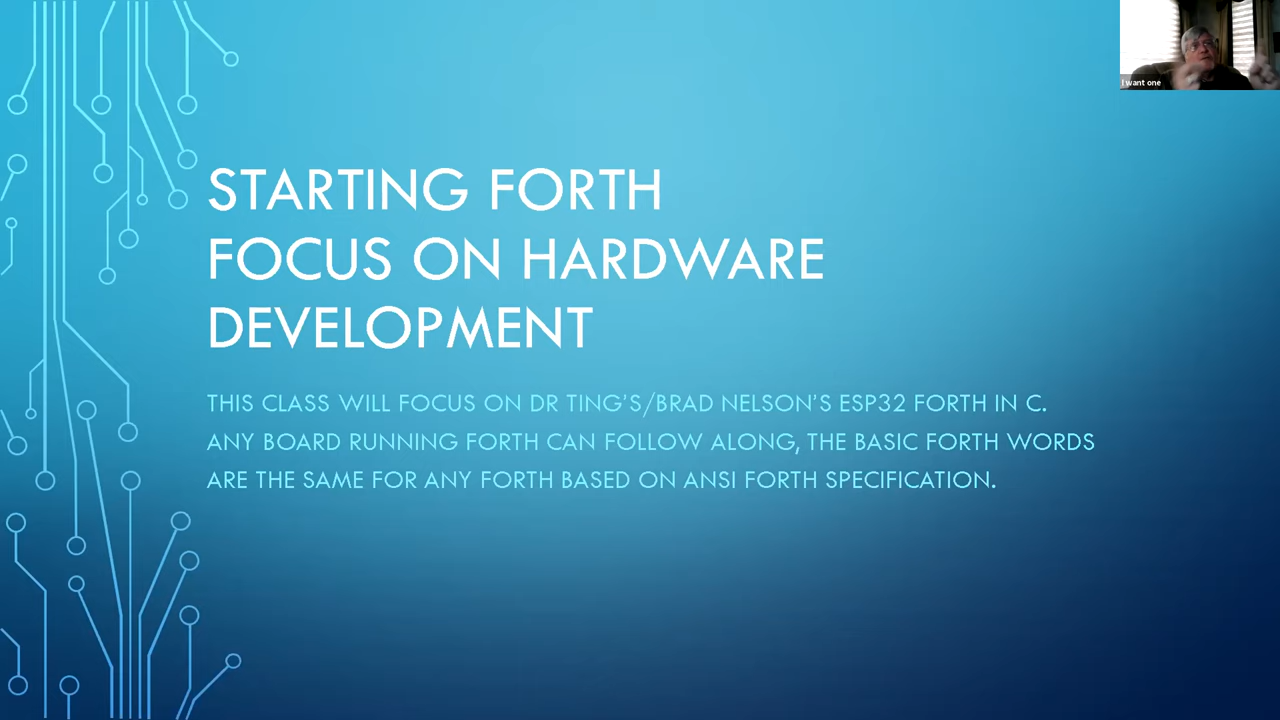 STARTING FORTH
FOCUS ON HARDWARE
DEVELOPMENT
THIS CLASS WILL FOCUS ON DR TING'S/BRAD NELSON'S ESP32 FORTH IN C.
ANY BOARD RUNNING FORTH CAN FOLLOW ALONG, THE BASIC FORTH WORDS
ARE THE SAME FOR ANY FORTH BASED ON ANSI FORTH SPECIFICATION.
I want one